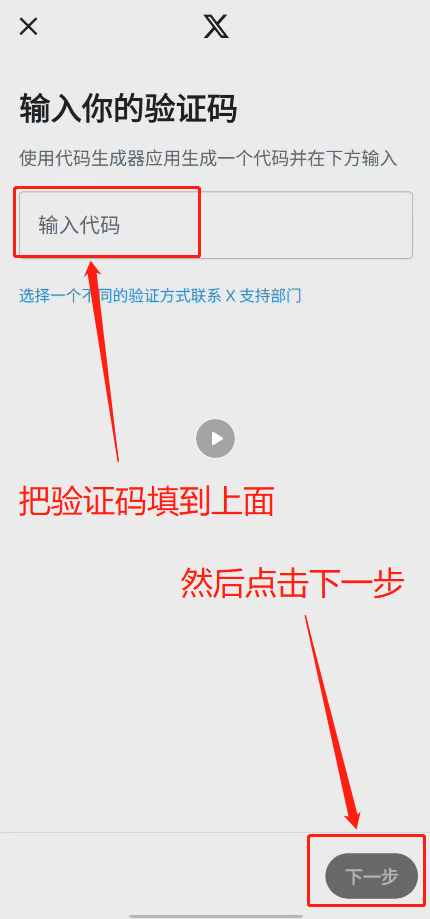 输入你的验证码
使用代码生成器应用生成一个代码并在下方输入
输入代码
选择一个不同的验证方式联系 X 支持部门
把验证码填到上面
然后点击下一步
下一步